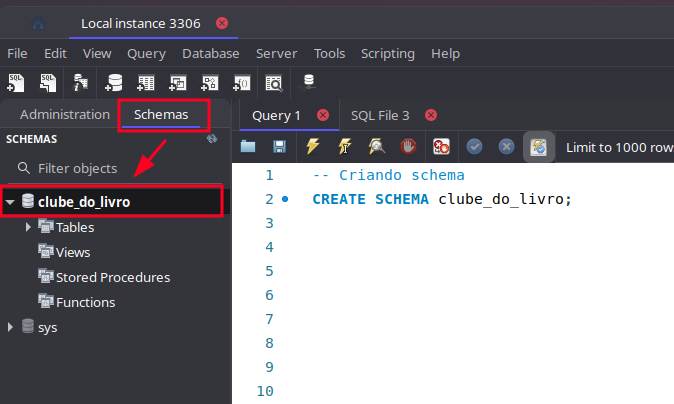 Local instance 3306
File Edit View Query Database Server Tools Scripting Help
Administration Schemas
Query 1 SQL File 3
SCHEMAS
Filter objects
Limit to 1000 row
clube_do_livro
Tables
Views
Stored Procedures
Functions
sys
1 -- Criando schema
2 CREATE SCHEMA clube_do_livro;
3
4
5
6
7
8
9
10